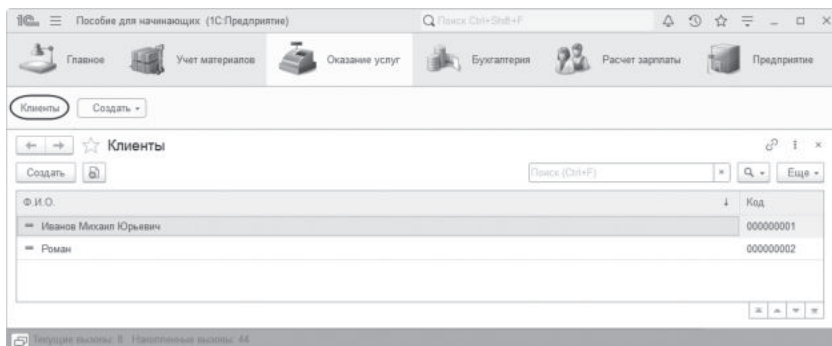 1С Пособие для начинающих (1С:Предприятие) Поиск Ctrl+Shift+F
Главное Учет материалов Оказание услуг Бухгалтерия Расчет зарплаты Предприятие
Клиенты Создать
Клиенты
Создать Поиск (Ctrl+F) Еще
Ф.И.О. Код
Иванов Михаил Юрьевич 000000001
Роман 000000002
Текущие вызовы: 8 Накопленные вызовы: 44